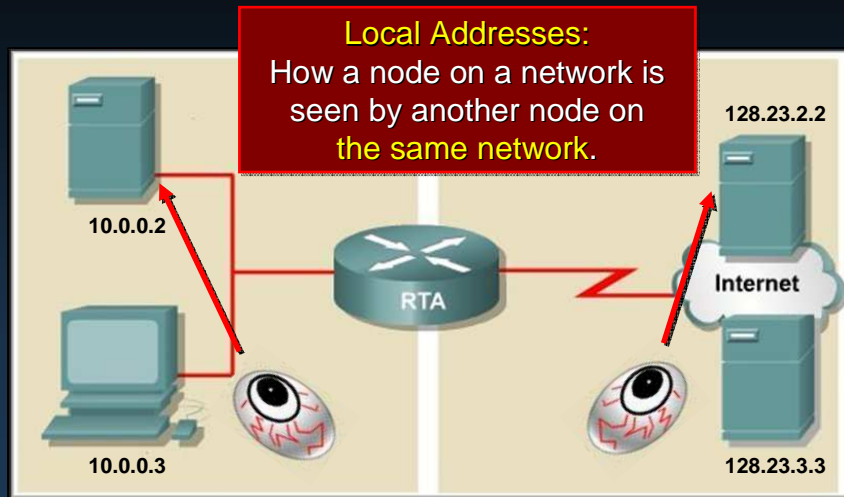 Local Addresses:
How a node on a network is
seen by another node on
the same network.
128.23.2.2
10.0.0.2
RTA
Internet
10.0.0.3
128.23.3.3